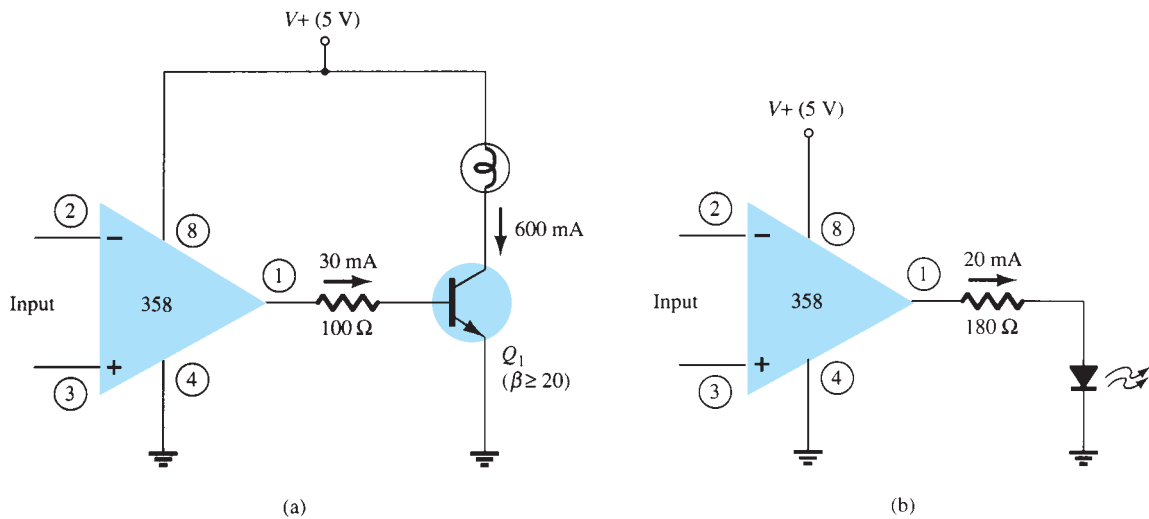 V+ (5 V)
2
8
−
1
30 mA
600 mA
Input
358
100 Ω
+
3
4
Q1
(β ≥ 20)
(a)
V+ (5 V)
2
8
−
1
20 mA
Input
358
180 Ω
+
3
4
(b)